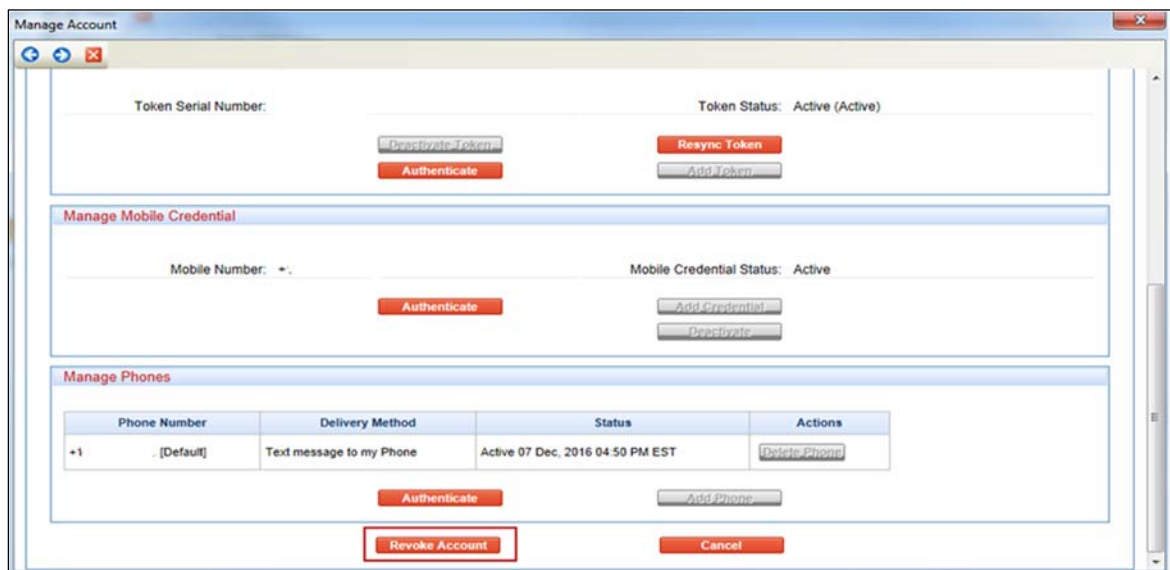 Manage Account
Token Serial Number: Token Status: Active (Active)
Deactivate Token Resync Token
Authenticate Add Token
Manage Mobile Credential
Mobile Number: + Mobile Credential Status: Active
Authenticate Add Credential
Deactivate
Manage Phones
Phone Number Delivery Method Status Actions
+1 [Default] Text message to my Phone Active 07 Dec, 2016 04:50 PM EST Delete Phone
Authenticate Add Phone
Revoke Account Cancel